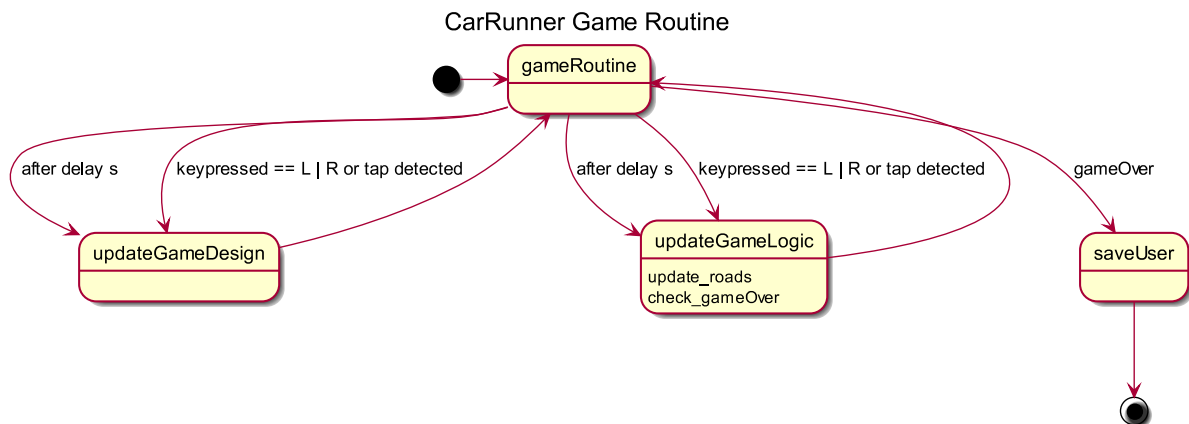 CarRunner Game Routine
gameRoutine
after delay s
keypressed == L | R or tap detected
after delay s
keypressed == L | R or tap detected
gameOver
updateGameDesign
updateGameLogic
update_roads
check_gameOver
saveUser